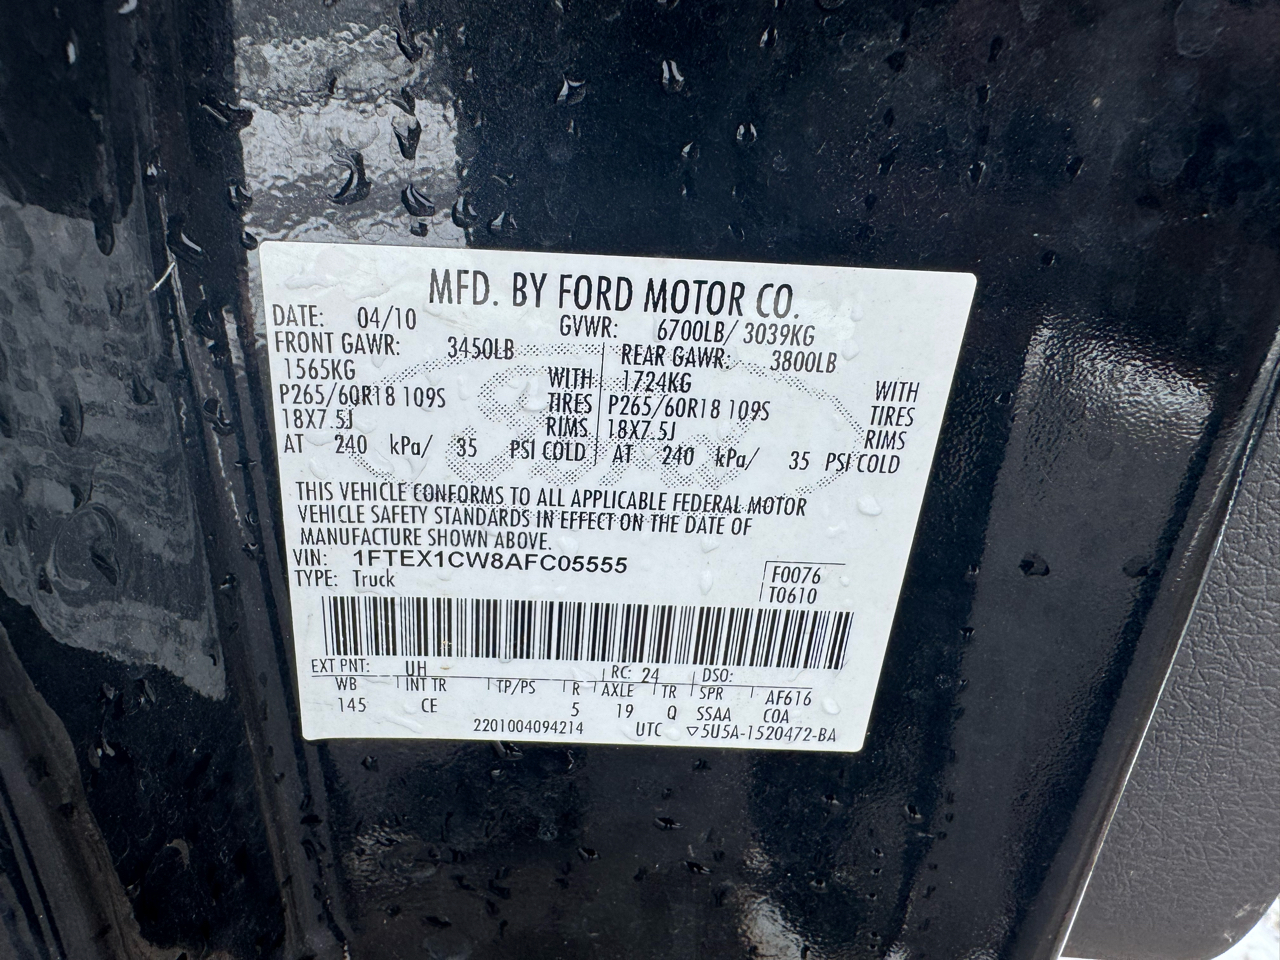 MFD. BY FORD MOTOR CO.
DATE: 04/10 GVWR: 6700LB/ 3039KG
FRONT GAWR: 3450LB REAR GAWR: 3800LB
1565KG WITH 1724KG WITH
P265/60R18 109S TIRES P265/60R18 109S TIRES
18X7.5J RIMS 18X7.5J RIMS
AT 240 kPa/ 35 PSI COLD AT 240 kPa/ 35 PSI COLD
THIS VEHICLE CONFORMS TO ALL APPLICABLE FEDERAL MOTOR
VEHICLE SAFETY STANDARDS IN EFFECT ON THE DATE OF
MANUFACTURE SHOWN ABOVE.
VIN: 1FTEX1CW8AFC05555
TYPE: Truck F0076
T0610
EXT PNT: UH RC: 24 DSO:
WB INT TR TP/PS R AXLE TR SPR AF616
145 CE 5 19 Q SSAA COA
2201004094214 UTC ▽5U5A-1520472-BA